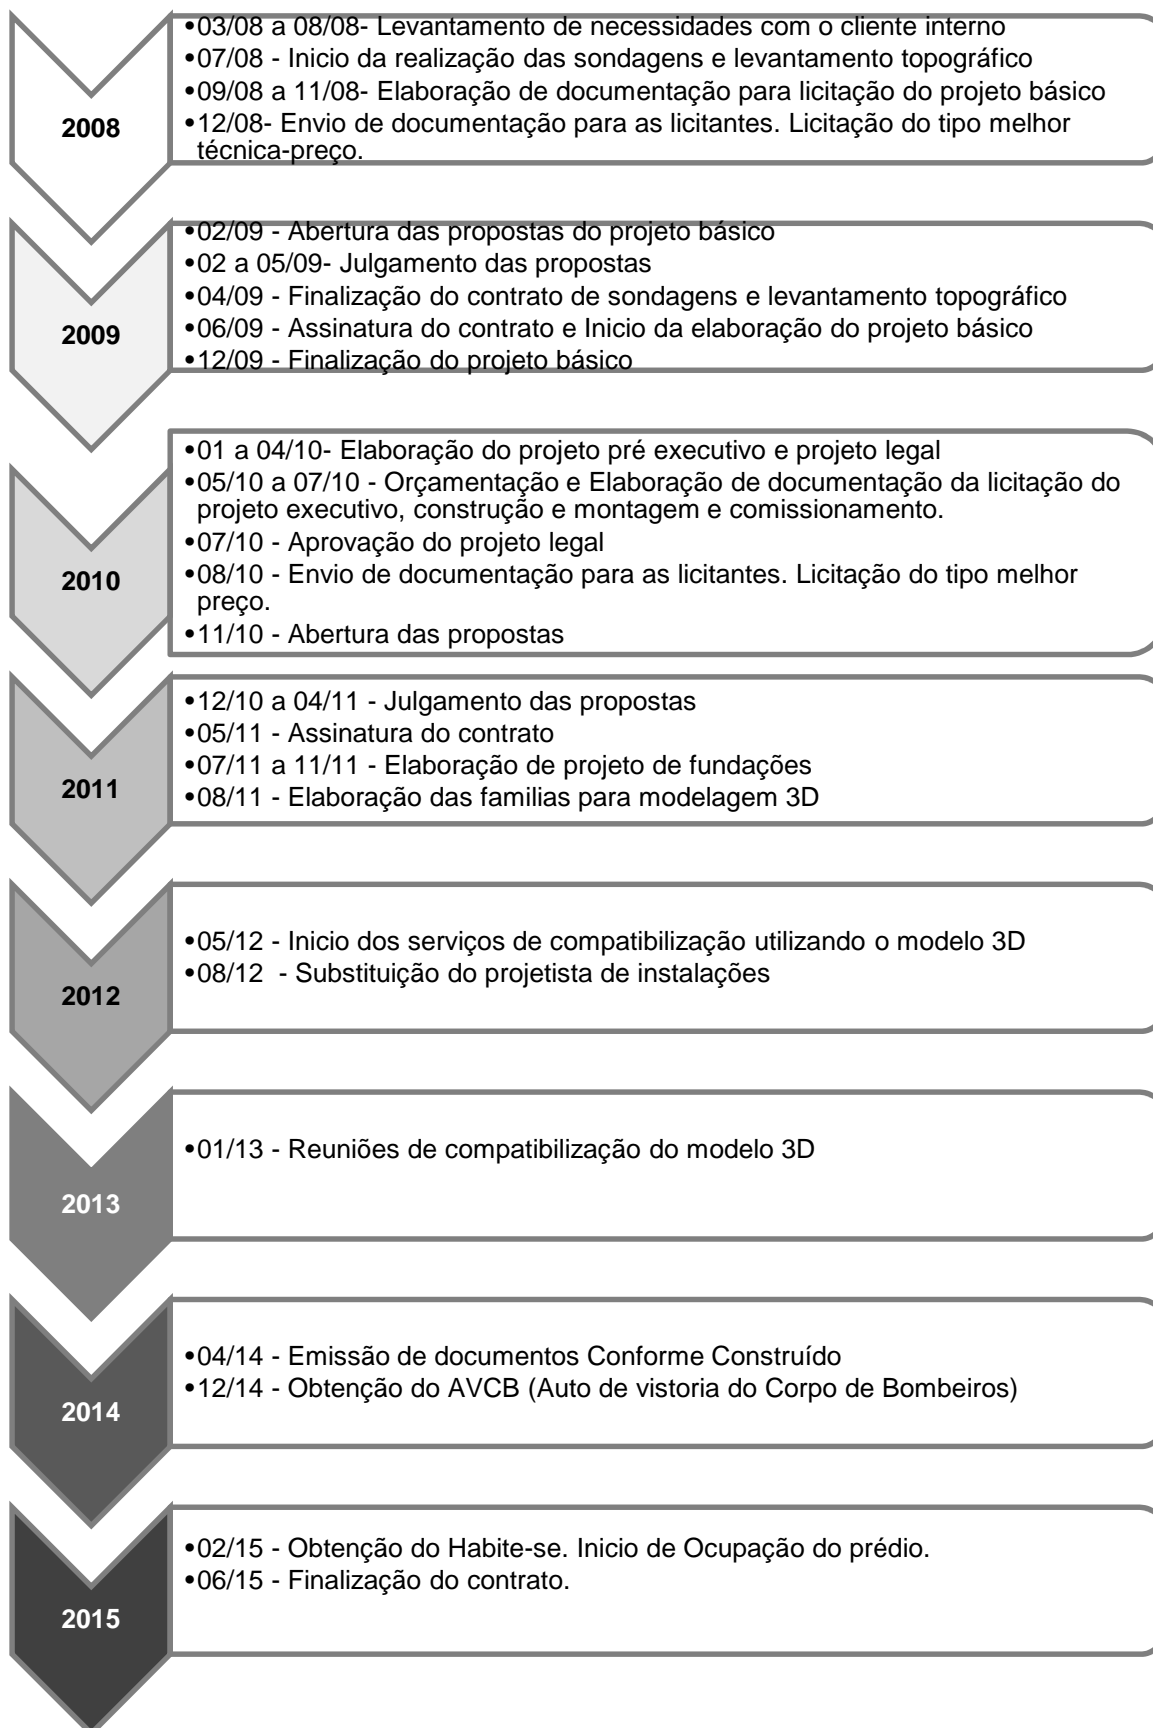 2008
•03/08 a 08/08- Levantamento de necessidades com o cliente interno
•07/08 - Inicio da realização das sondagens e levantamento topográfico
•09/08 a 11/08- Elaboração de documentação para licitação do projeto básico
•12/08- Envio de documentação para as licitantes. Licitação do tipo melhor
técnica-preço.
2009
•02/09 - Abertura das propostas do projeto básico
•02 a 05/09- Julgamento das propostas
•04/09 - Finalização do contrato de sondagens e levantamento topográfico
•06/09 - Assinatura do contrato e Inicio da elaboração do projeto básico
•12/09 - Finalização do projeto básico
2010
•01 a 04/10- Elaboração do projeto pré executivo e projeto legal
•05/10 a 07/10 - Orçamentação e Elaboração de documentação da licitação do
projeto executivo, construção e montagem e comissionamento.
•07/10 - Aprovação do projeto legal
•08/10 - Envio de documentação para as licitantes. Licitação do tipo melhor
preço.
•11/10 - Abertura das propostas
2011
•12/10 a 04/11 - Julgamento das propostas
•05/11 - Assinatura do contrato
•07/11 a 11/11 - Elaboração de projeto de fundações
•08/11 - Elaboração das familias para modelagem 3D
2012
•05/12 - Inicio dos serviços de compatibilização utilizando o modelo 3D
•08/12  - Substituição do projetista de instalações
2013
•01/13 - Reuniões de compatibilização do modelo 3D
2014
•04/14 - Emissão de documentos Conforme Construído
•12/14 - Obtenção do AVCB (Auto de vistoria do Corpo de Bombeiros)
2015
•02/15 - Obtenção do Habite-se. Inicio de Ocupação do prédio.
•06/15 - Finalização do contrato.